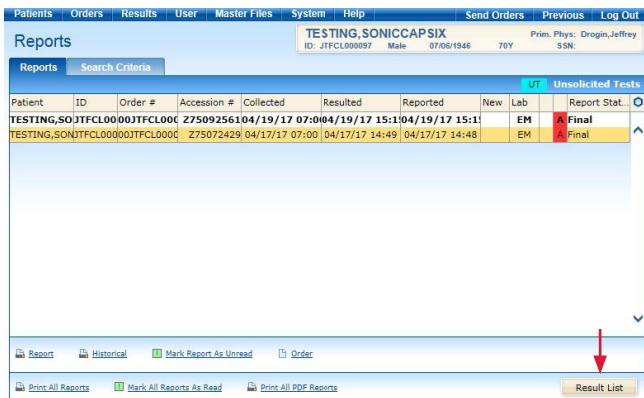 Patients Orders Results User Master Files System Help Send Orders Previous Log Out
Reports
TESTING,SONICCAPSIX Prim. Phys: Drogin,Jeffrey
ID: JTFCL000097 Male 07/06/1946 70Y SSN:
Reports Search Criteria
UT Unsolicited Tests
Patient ID Order # Accession # Collected Resulted Reported New Lab Report Stat...
TESTING,SO JTFCL00 00JTFCL000 Z75092561 04/19/17 07:0 04/19/17 15:1 04/19/17 15:1 EM A Final
TESTING,SON JTFCL00 00JTFCL0000 Z75072429 04/17/17 07:00 04/17/17 14:49 04/17/17 14:48 EM A Final
Report Historical Mark Report As Unread Order
Print All Reports Mark All Reports As Read Print All PDF Reports Result List